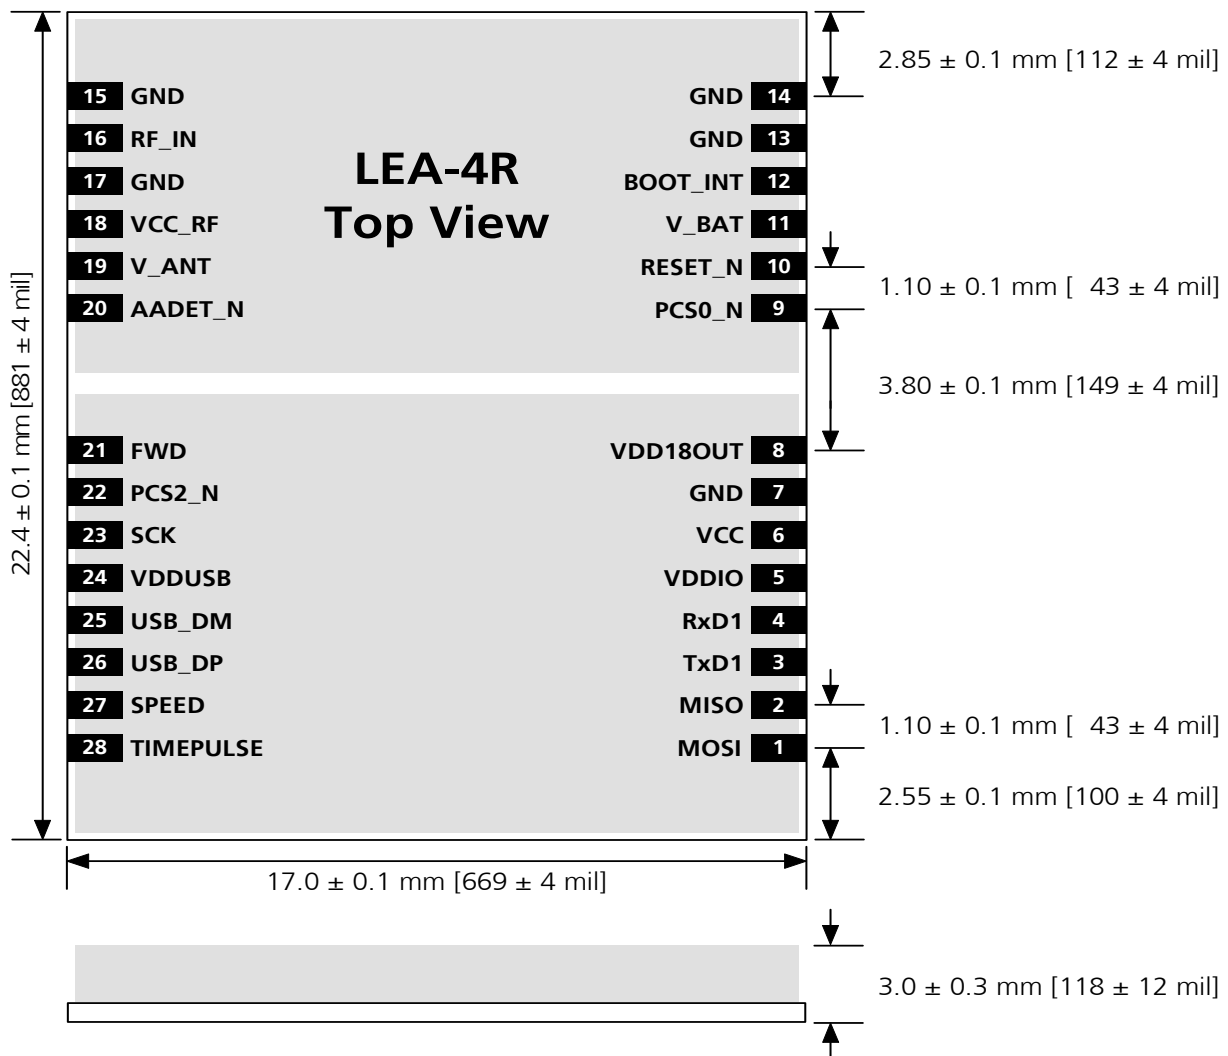 2.85 ± 0.1 mm [112 ± 4 mil]
15 GND GND 14
16 RF_IN GND 13
LEA-4R
17 GND BOOT_INT 12
Top View
18 VCC_RF V_BAT 11
19 V_ANT RESET_N 10
1.10 ± 0.1 mm [ 43 ± 4 mil]
20 AADET_N PCS0_N 9
3.80 ± 0.1 mm [149 ± 4 mil]
22.4 ± 0.1 mm [881 ± 4 mil]
21 FWD VDD18OUT 8
22 PCS2_N GND 7
23 SCK VCC 6
24 VDDUSB VDDIO 5
25 USB_DM RxD1 4
26 USB_DP TxD1 3
27 SPEED MISO 2
1.10 ± 0.1 mm [ 43 ± 4 mil]
28 TIMEPULSE MOSI 1
2.55 ± 0.1 mm [100 ± 4 mil]
17.0 ± 0.1 mm [669 ± 4 mil]
3.0 ± 0.3 mm [118 ± 12 mil]